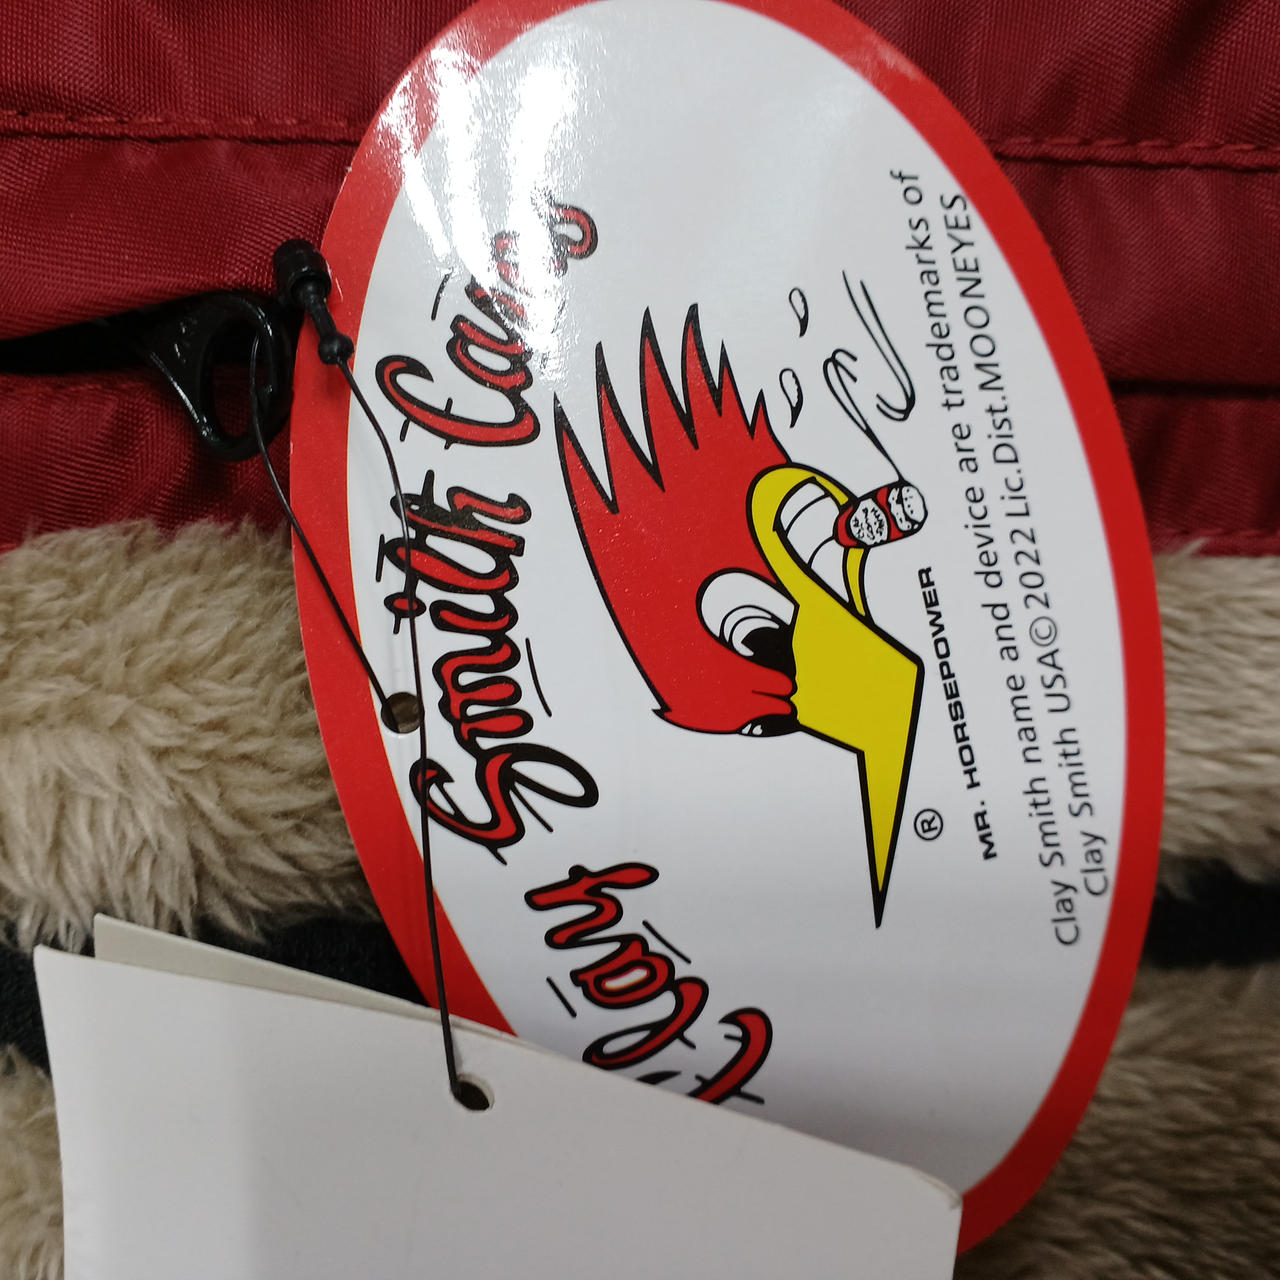 Clay Smith Cams
®
MR. HORSEPOWER
Clay Smith name and device are trademarks of
Clay Smith USA©2022 Lic.Dist.MOONEYES